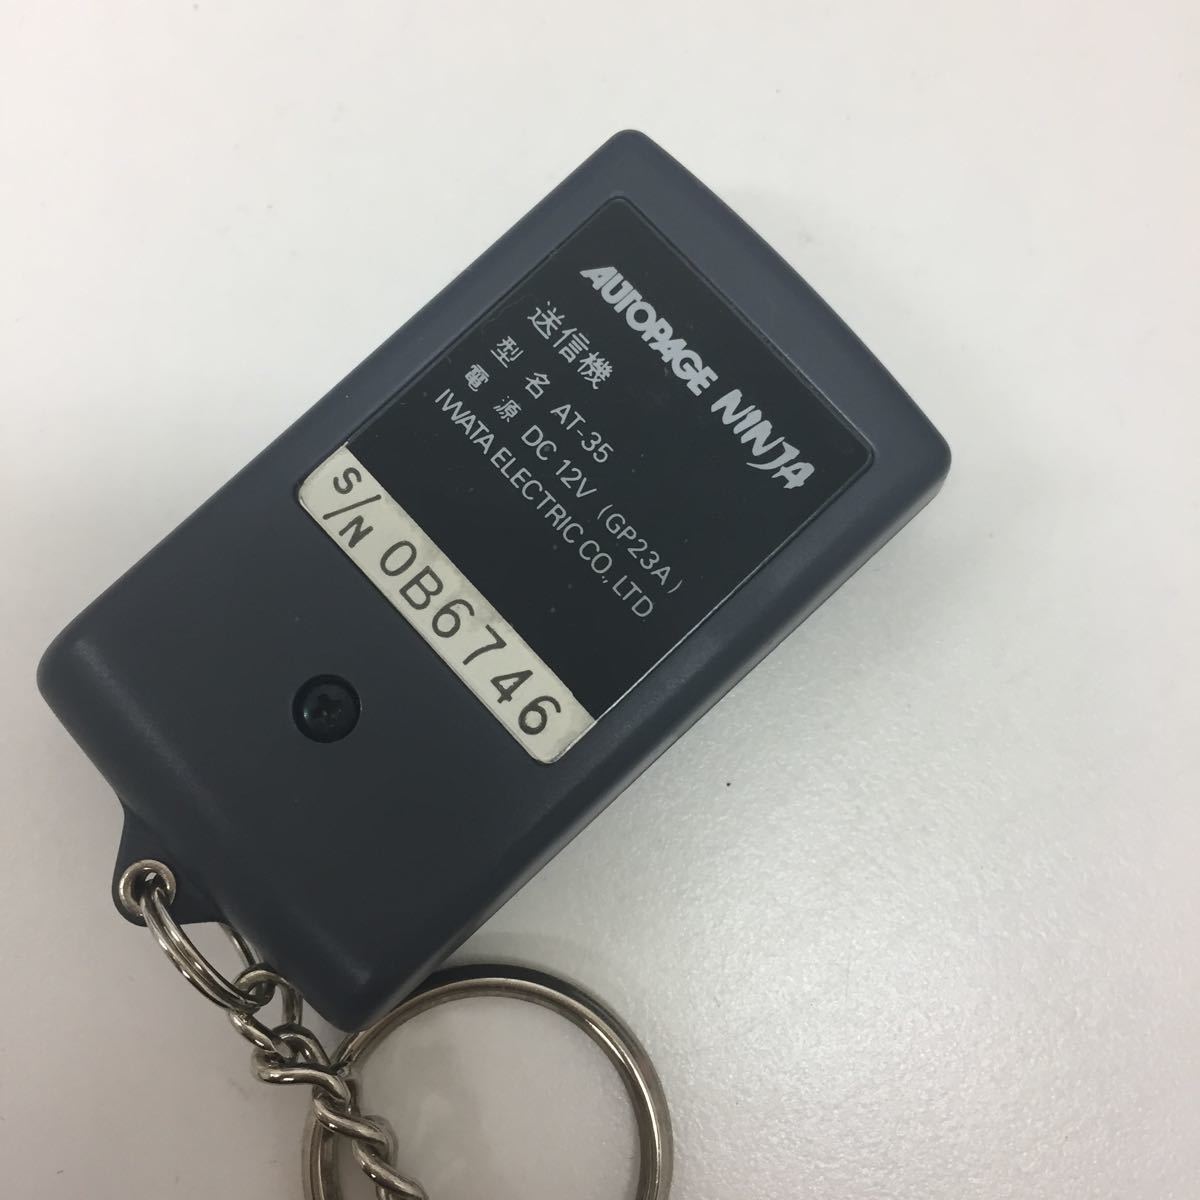 AUTOPAGE NINJA
送信機
型 名 AT-35
電 源 DC 12V (GP23A)
IWATA ELECTRIC CO., LTD
S/N 0B6746